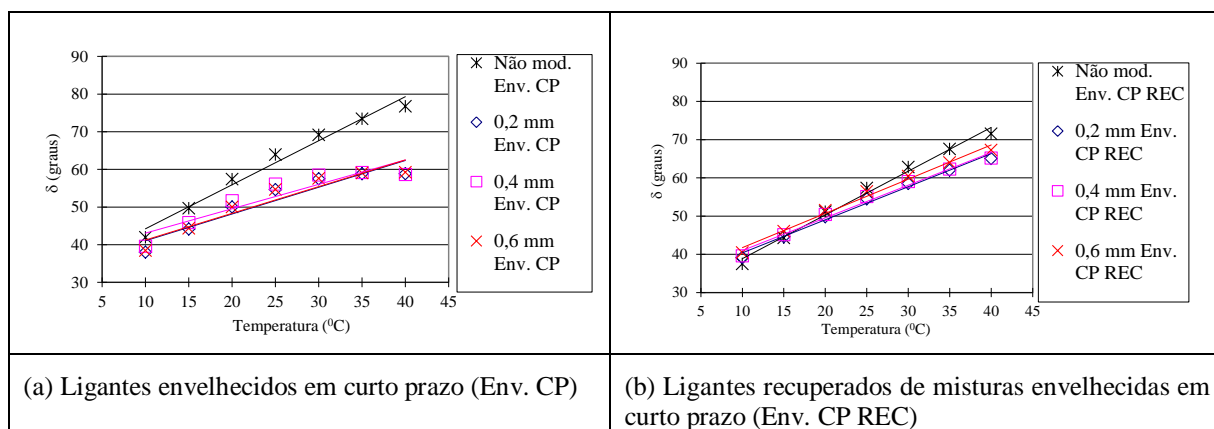 90
80
70
60
50
40
30
5 10 15 20 25 30 35 40 45
δ (graus)
Temperatura (⁰C)
Não mod.
Env. CP
0,2 mm
Env. CP
0,4 mm
Env. CP
0,6 mm
Env. CP
90
80
70
60
50
40
30
5 10 15 20 25 30 35 40 45
δ (graus)
Temperatura (⁰C)
Não mod.
Env. CP REC
0,2 mm Env.
CP REC
0,4 mm Env.
CP REC
0,6 mm Env.
CP REC
(a) Ligantes envelhecidos em curto prazo (Env. CP)
(b) Ligantes recuperados de misturas envelhecidas em
curto prazo (Env. CP REC)